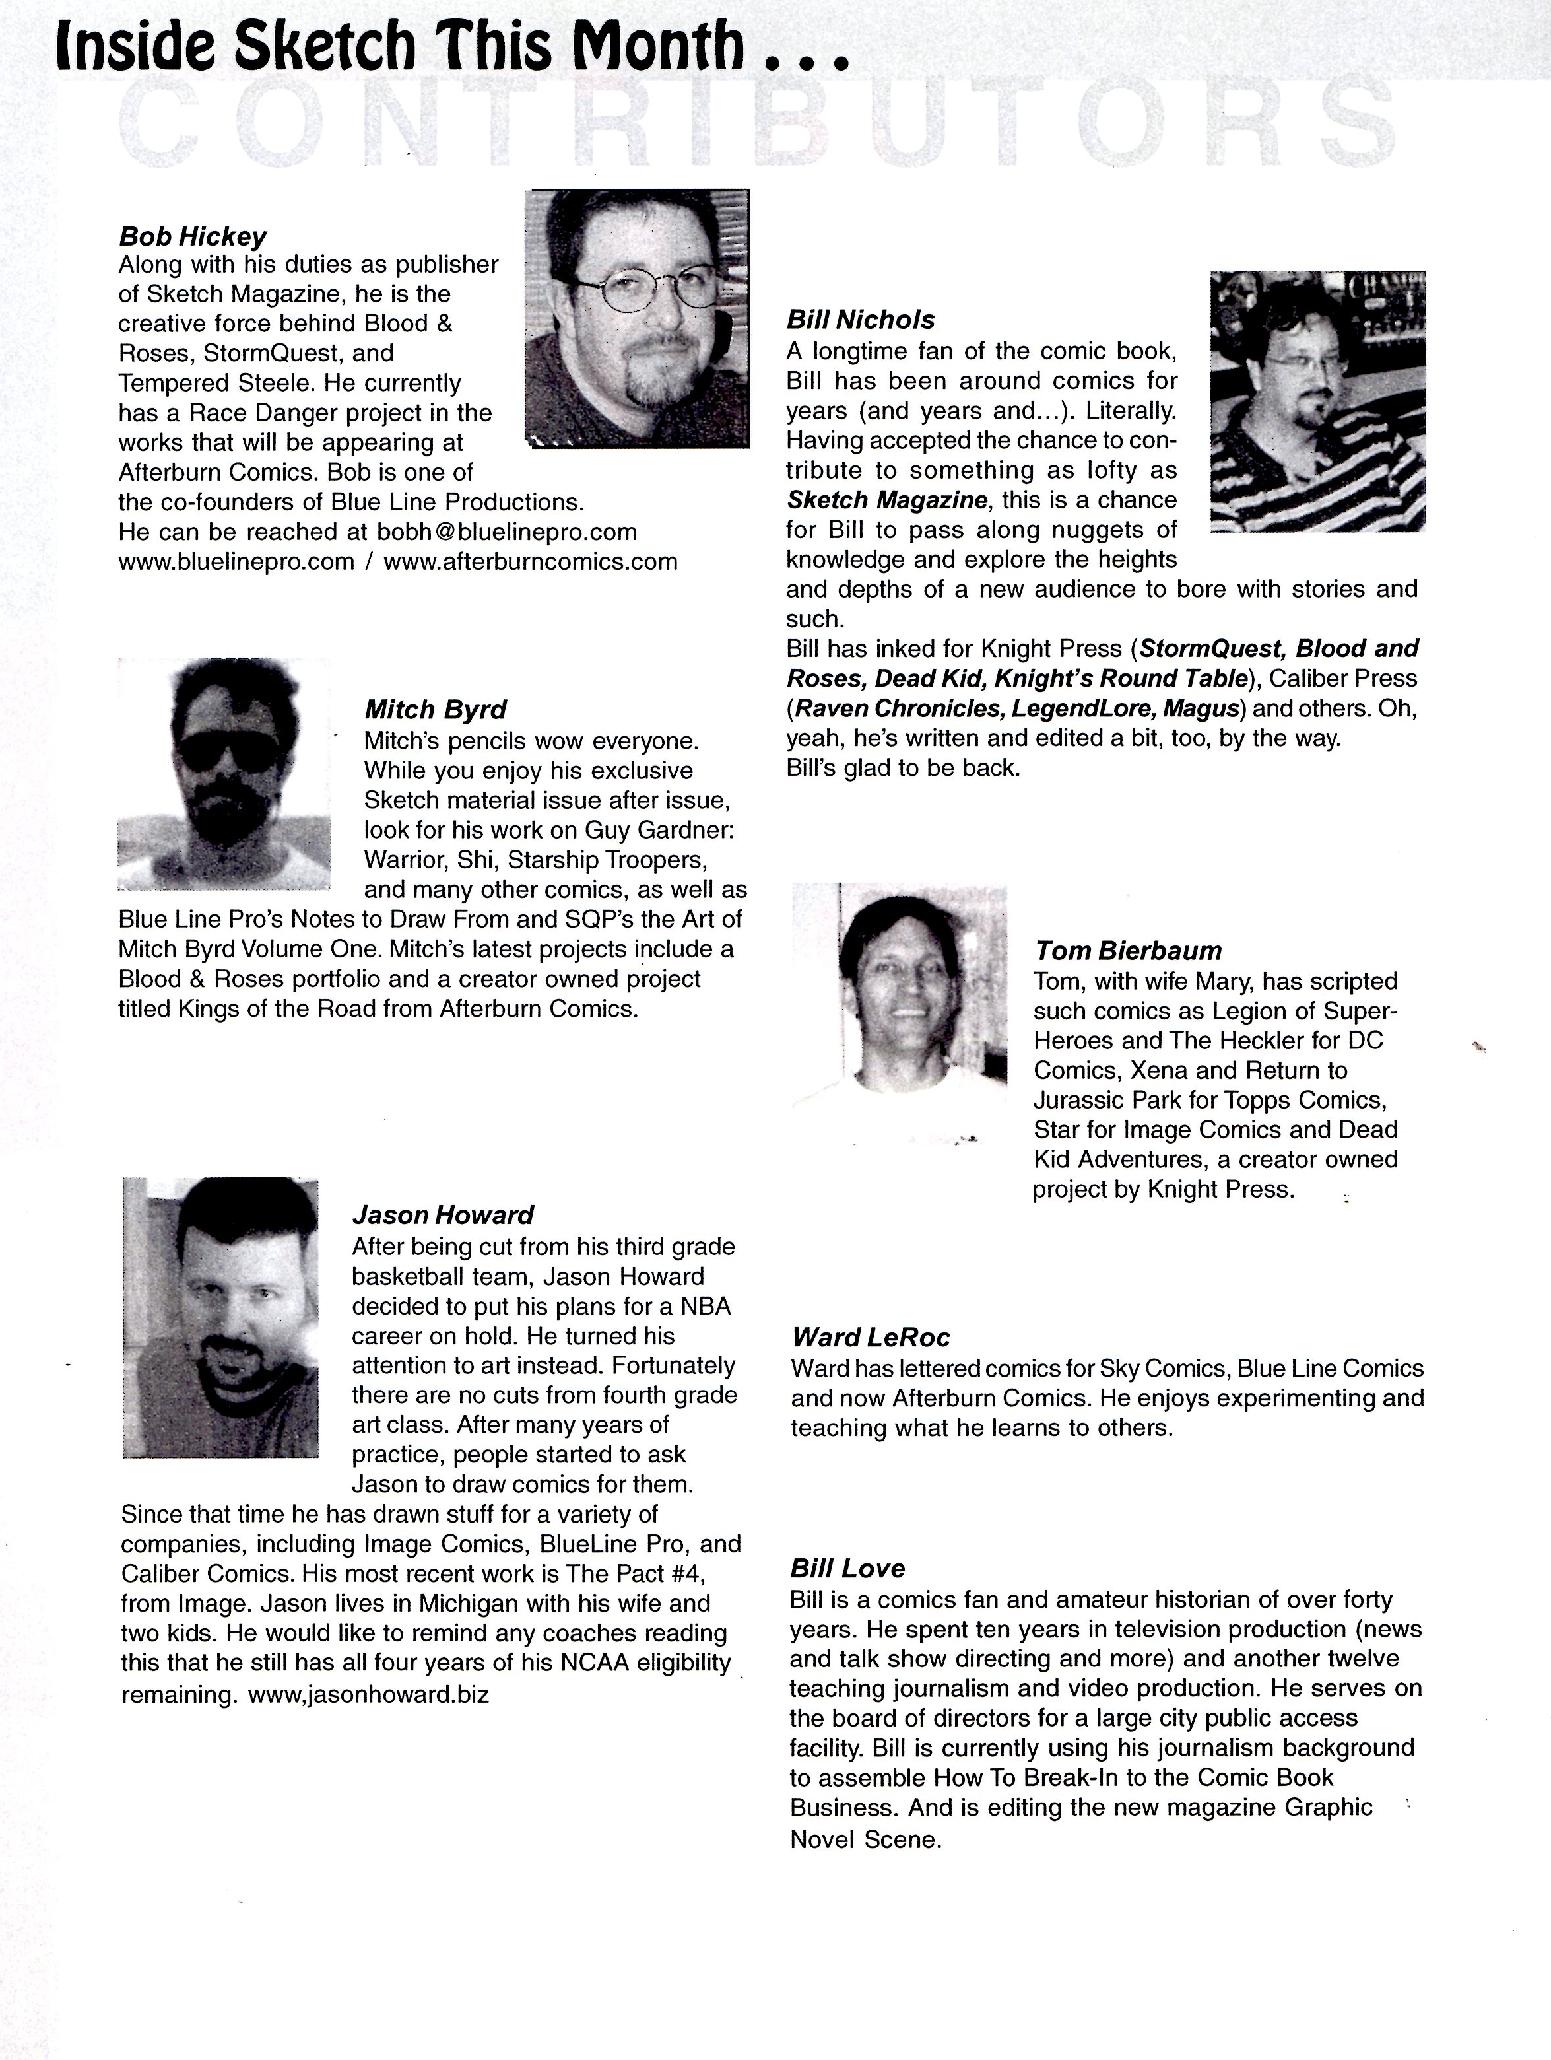 Inside Sketch This Month . . .
CONTRIBUTORS
Bob Hickey
Along with his duties as publisher
of Sketch Magazine, he is the
creative force behind Blood &
Roses, StormQuest, and
Tempered Steele. He currently
has a Race Danger project in the
works that will be appearing at
Afterburn Comics. Bob is one of
the co-founders of Blue Line Productions.
He can be reached at bobh@bluelinepro.com
www.bluelinepro.com / www.afterburncomics.com
Mitch Byrd
Mitch's pencils wow everyone.
While you enjoy his exclusive
Sketch material issue after issue,
look for his work on Guy Gardner:
Warrior, Shi, Starship Troopers,
and many other comics, as well as
Blue Line Pro's Notes to Draw From and SQP's the Art of
Mitch Byrd Volume One. Mitch's latest projects include a
Blood & Roses portfolio and a creator owned project
titled Kings of the Road from Afterburn Comics.
Jason Howard
After being cut from his third grade
basketball team, Jason Howard
decided to put his plans for a NBA
career on hold. He turned his
attention to art instead. Fortunately
there are no cuts from fourth grade
art class. After many years of
practice, people started to ask
Jason to draw comics for them.
Since that time he has drawn stuff for a variety of
companies, including Image Comics, BlueLine Pro, and
Caliber Comics. His most recent work is The Pact #4,
from Image. Jason lives in Michigan with his wife and
two kids. He would like to remind any coaches reading
this that he still has all four years of his NCAA eligibility
remaining. www,jasonhoward.biz
Bill Nichols
A longtime fan of the comic book,
Bill has been around comics for
years (and years and...). Literally.
Having accepted the chance to con-
tribute to something as lofty as
Sketch Magazine, this is a chance
for Bill to pass along nuggets of
knowledge and explore the heights
and depths of a new audience to bore with stories and
such.
Bill has inked for Knight Press (StormQuest, Blood and
Roses, Dead Kid, Knight's Round Table), Caliber Press
(Raven Chronicles, LegendLore, Magus) and others. Oh,
yeah, he's written and edited a bit, too, by the way.
Bill's glad to be back.
Tom Bierbaum
Tom, with wife Mary, has scripted
such comics as Legion of Super-
Heroes and The Heckler for DC
Comics, Xena and Return to
Jurassic Park for Topps Comics,
Star for Image Comics and Dead
Kid Adventures, a creator owned
project by Knight Press.
Ward LeRoc
Ward has lettered comics for Sky Comics, Blue Line Comics
and now Afterburn Comics. He enjoys experimenting and
teaching what he learns to others.
Bill Love
Bill is a comics fan and amateur historian of over forty
years. He spent ten years in television production (news
and talk show directing and more) and another twelve
teaching journalism and video production. He serves on
the board of directors for a large city public access
facility. Bill is currently using his journalism background
to assemble How To Break-In to the Comic Book
Business. And is editing the new magazine Graphic
Novel Scene.